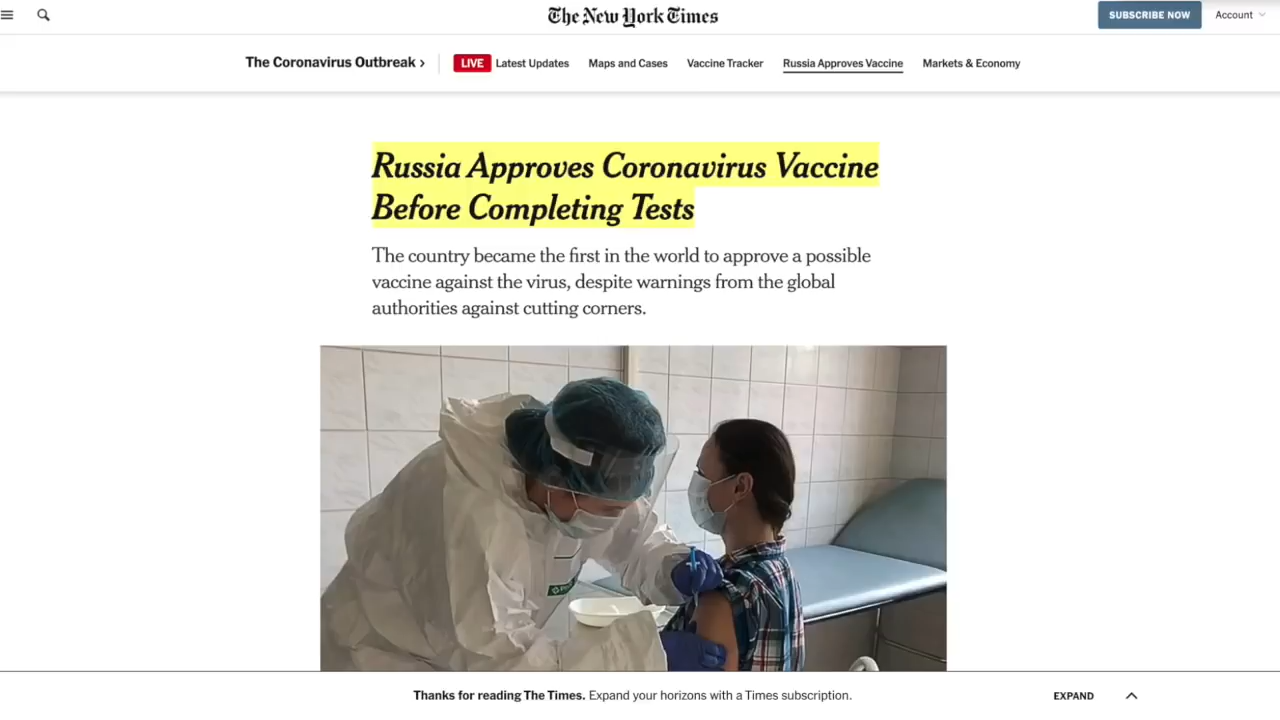 The New York Times
SUBSCRIBE NOW
Account
The Coronavirus Outbreak ›
LIVE Latest Updates
Maps and Cases
Vaccine Tracker
Russia Approves Vaccine
Markets & Economy
Russia Approves Coronavirus Vaccine
Before Completing Tests
The country became the first in the world to approve a possible
vaccine against the virus, despite warnings from the global
authorities against cutting corners.
Thanks for reading The Times. Expand your horizons with a Times subscription.
EXPAND